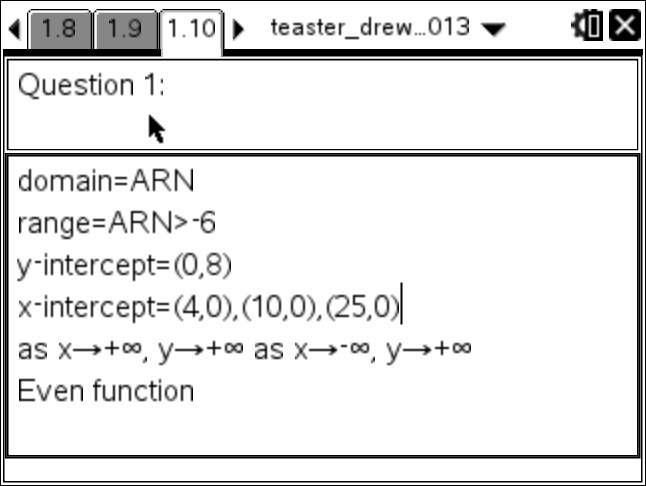 1.8 1.9 1.10 teaster_drew…013
Question 1:
domain=ARN
range=ARN>-6
y-intercept=(0,8)
x-intercept=(4,0),(10,0),(25,0)
as x→+∞, y→+∞ as x→-∞, y→+∞
Even function